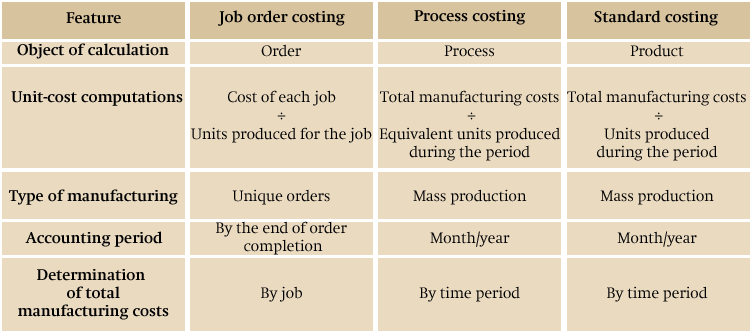 Feature
Job order costing
Process costing
Standard costing
Object of calculation
Order
Process
Product
Unit-cost computations
Cost of each job
÷
Units produced for the job
Total manufacturing costs
÷
Equivalent units produced
during the period
Total manufacturing costs
÷
Units produced
during the period
Type of manufacturing
Unique orders
Mass production
Mass production
Accounting period
By the end of order
completion
Month/year
Month/year
Determination
of total
manufacturing costs
By job
By time period
By time period